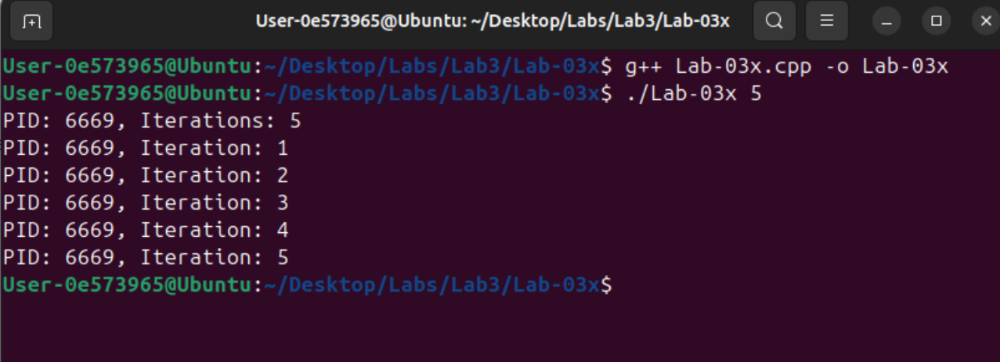 User-0e573965@Ubuntu: ~/Desktop/Labs/Lab3/Lab-03x
User-0e573965@Ubuntu:~/Desktop/Labs/Lab3/Lab-03x$ g++ Lab-03x.cpp -o Lab-03x
User-0e573965@Ubuntu:~/Desktop/Labs/Lab3/Lab-03x$ ./Lab-03x 5
PID: 6669, Iterations: 5
PID: 6669, Iteration: 1
PID: 6669, Iteration: 2
PID: 6669, Iteration: 3
PID: 6669, Iteration: 4
PID: 6669, Iteration: 5
User-0e573965@Ubuntu:~/Desktop/Labs/Lab3/Lab-03x$